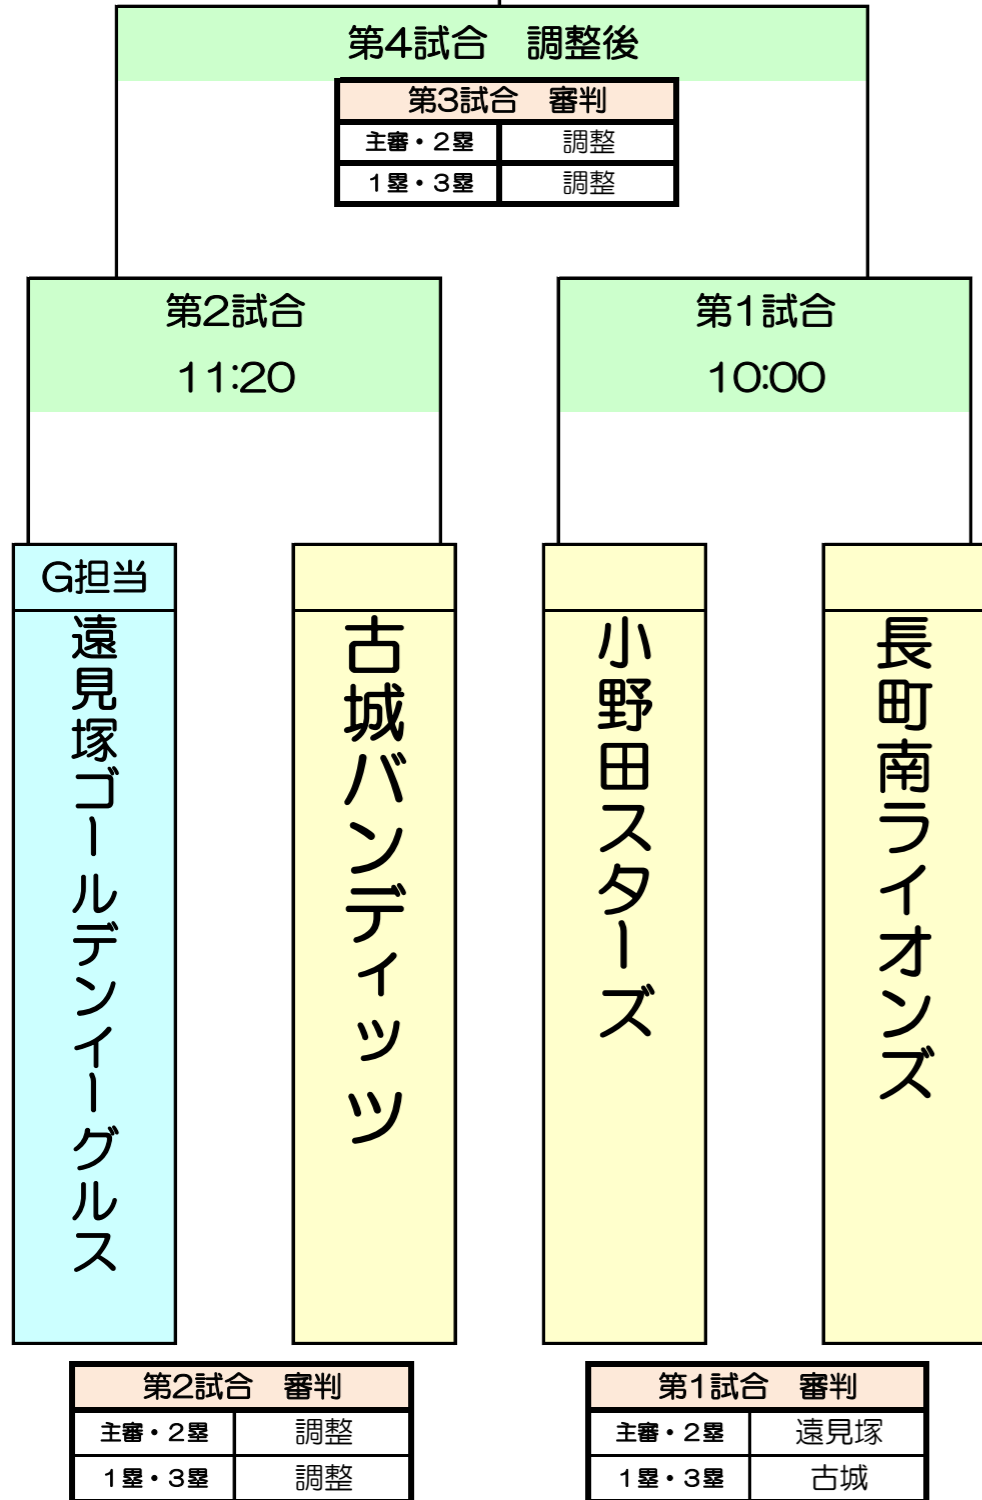 第4試合　調整後
第3試合　審判
主審・2塁 調整
1塁・3塁 調整
第2試合
11:20
第1試合
10:00
G担当
遠見塚ゴールデンイーグルス
古城バンディッツ
小野田スターズ
長町南ライオンズ
第2試合　審判
主審・2塁 調整
1塁・3塁 調整
第1試合　審判
主審・2塁 遠見塚
1塁・3塁 古城